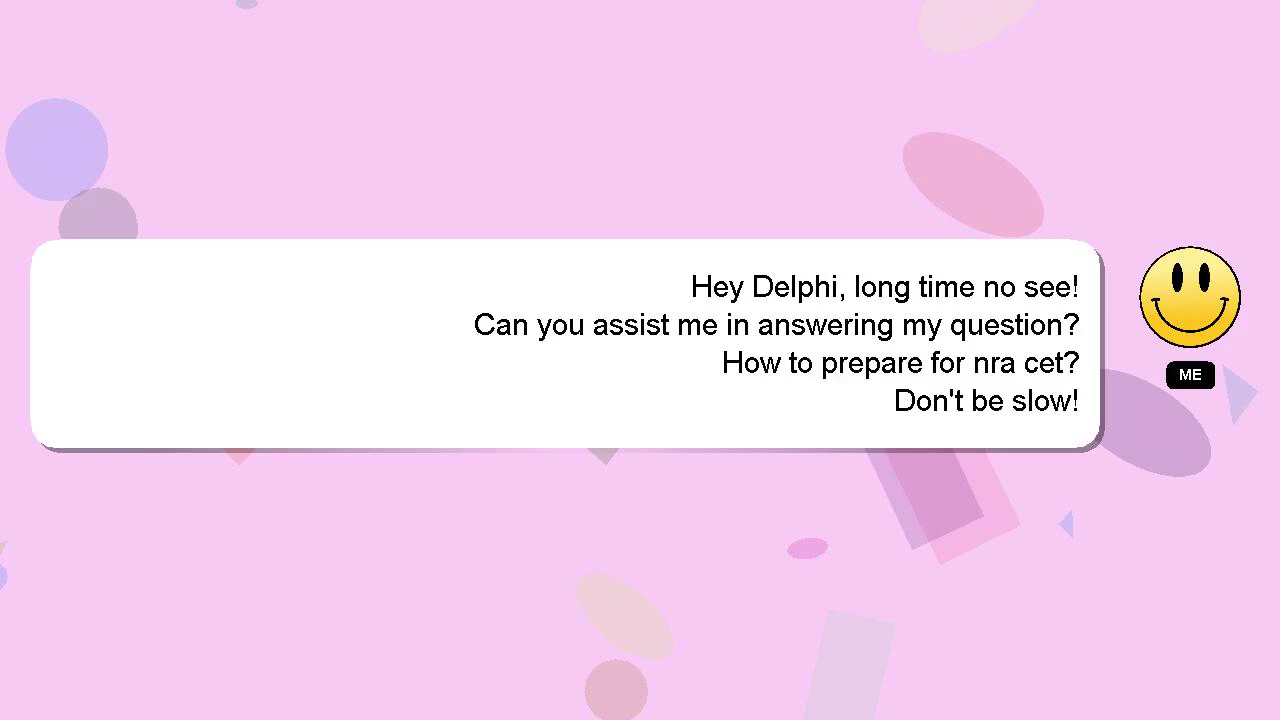 Hey Delphi, long time no see!
Can you assist me in answering my question?
How to prepare for nra cet?
Don't be slow!
ME